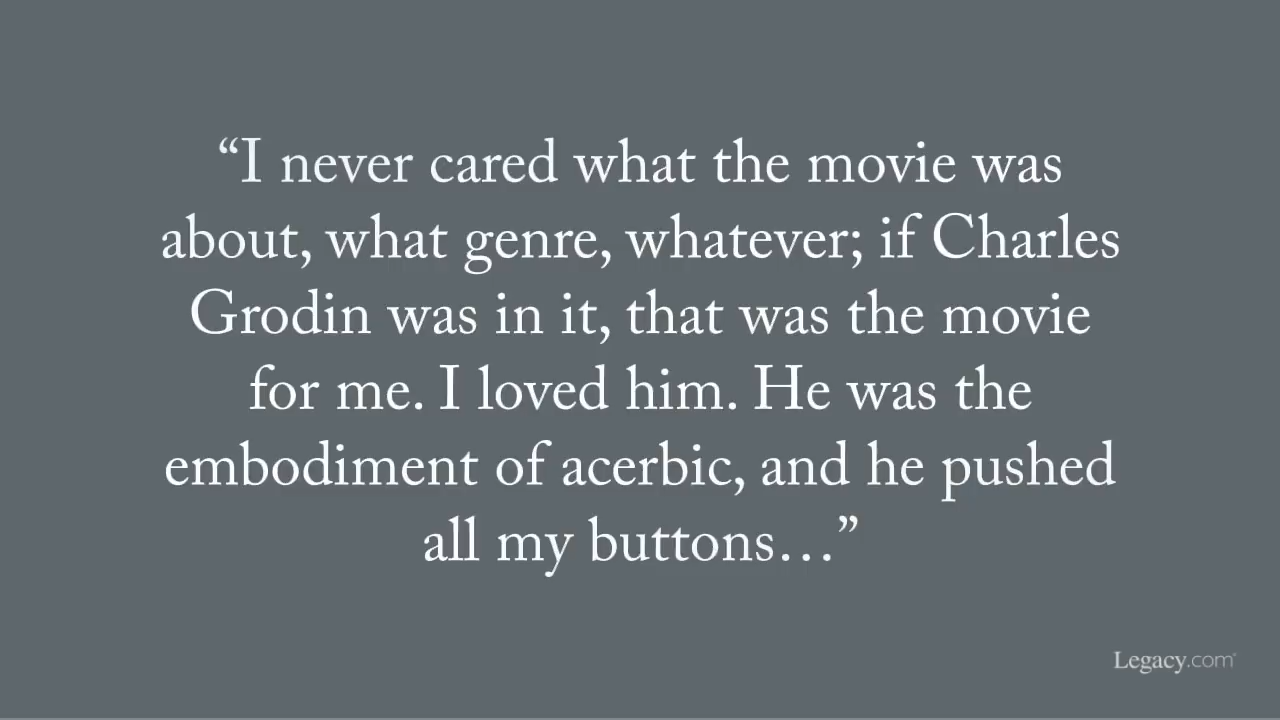 “I never cared what the movie was
about, what genre, whatever; if Charles
Grodin was in it, that was the movie
for me. I loved him. He was the
embodiment of acerbic, and he pushed
all my buttons…”
Legacy.com